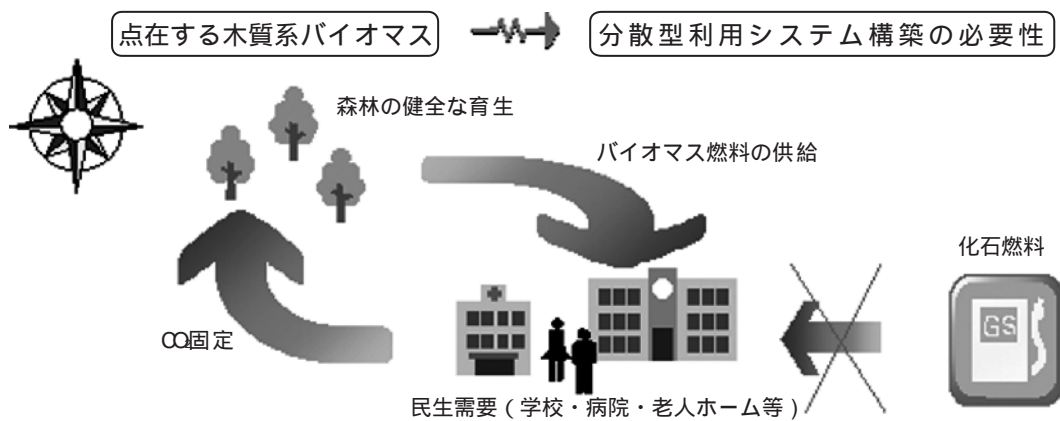 点在する木質系バイオマス
分散型利用システム構築の必要性
森林の健全な育生
バイオマス燃料の供給
化石燃料
GS
CO2固定
民生需要(学校・病院・老人ホーム等)